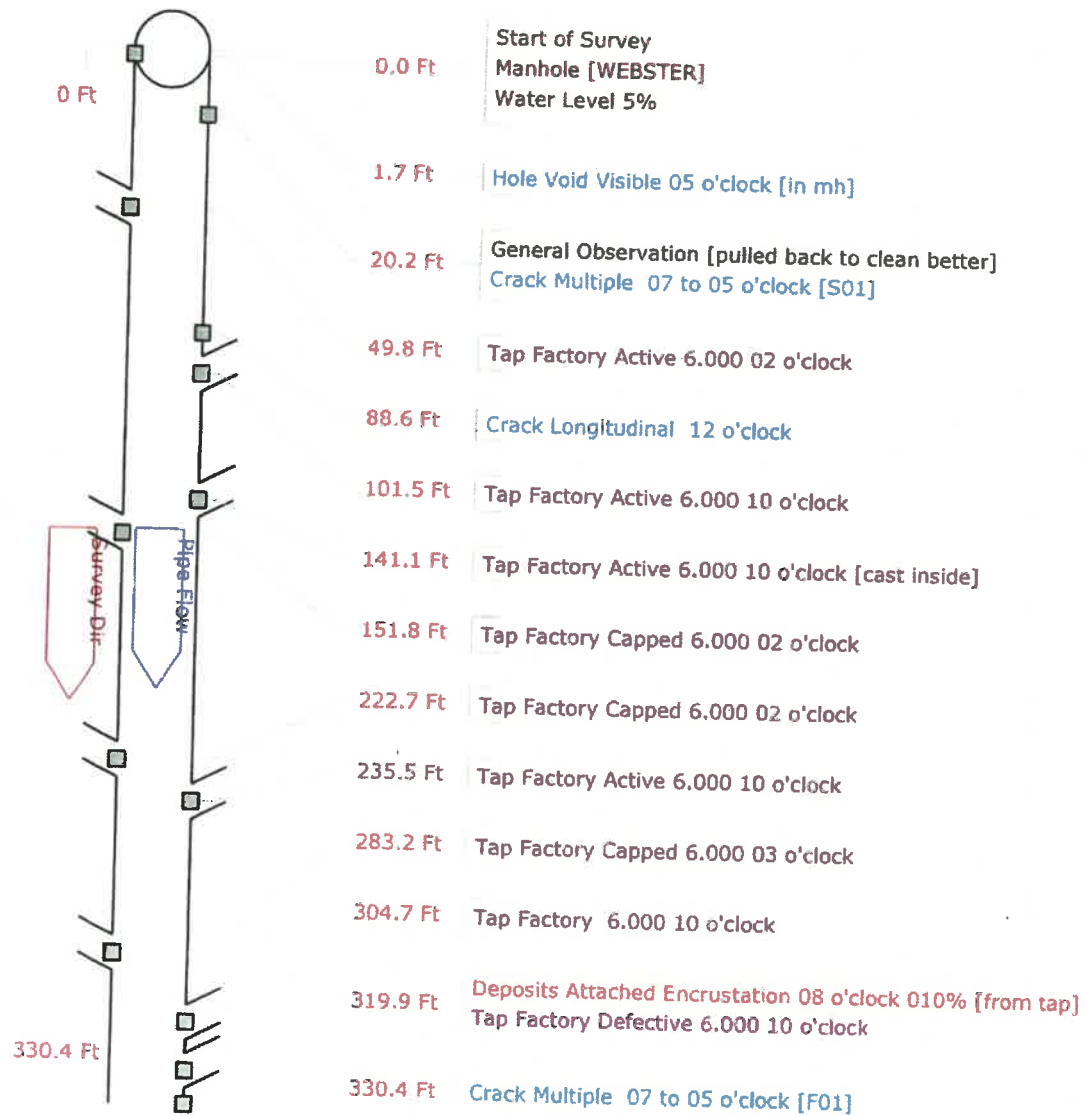 0 Ft
0.0 Ft
Start of Survey
Manhole [WEBSTER]
Water Level 5%
1.7 Ft
Hole Void Visible 05 o'clock [in mh]
20.2 Ft
General Observation [pulled back to clean better]
Crack Multiple 07 to 05 o'clock [S01]
49.8 Ft
Tap Factory Active 6.000 02 o'clock
88.6 Ft
Crack Longitudinal 12 o'clock
101.5 Ft
Tap Factory Active 6.000 10 o'clock
Survey Dir
Pipe Flow
141.1 Ft
Tap Factory Active 6.000 10 o'clock [cast inside]
151.8 Ft
Tap Factory Capped 6.000 02 o'clock
222.7 Ft
Tap Factory Capped 6.000 02 o'clock
235.5 Ft
Tap Factory Active 6.000 10 o'clock
283.2 Ft
Tap Factory Capped 6.000 03 o'clock
304.7 Ft
Tap Factory 6.000 10 o'clock
319.9 Ft
Deposits Attached Encrustation 08 o'clock 010% [from tap]
Tap Factory Defective 6.000 10 o'clock
330.4 Ft
330.4 Ft
Crack Multiple 07 to 05 o'clock [F01]